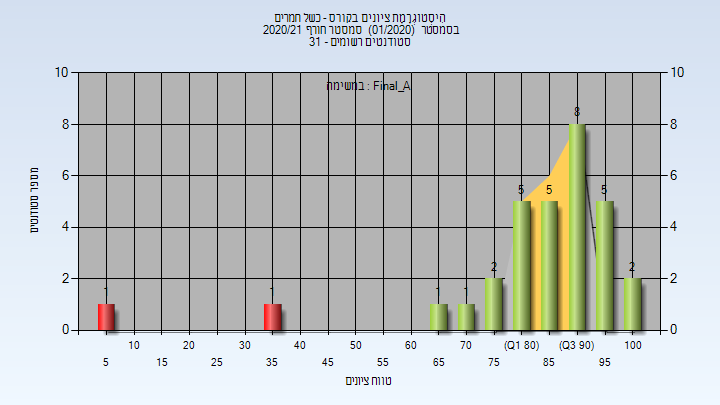 היסטוגרמת ציונים בקורס - כשל חמרים
בסמסטר (01/2020) סמסטר חורף 2020/21
סטודנטים רשומים - 31
במשימה : Final_A
מספר סטודנטים
10 10
8 8
6 6
4 4
2 2
0 0
1 1 1 1 2 5 5 8 5 2
10 20 30 40 50 60 70 (Q1 80) (Q3 90) 100
5 15 25 35 45 55 65 75 85 95
טווח ציונים